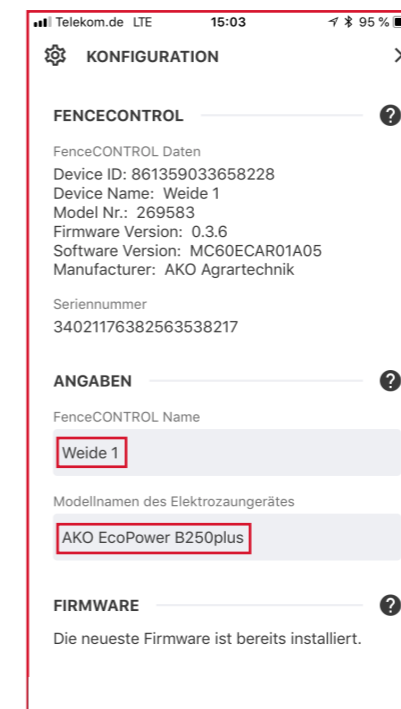 Telekom.de LTE 15:03 95 %
KONFIGURATION
FENCECONTROL ?
FenceCONTROL Daten
Device ID: 861359033658228
Device Name: Weide 1
Model Nr.: 269583
Firmware Version: 0.3.6
Software Version: MC60ECAR01A05
Manufacturer: AKO Agrartechnik
Seriennummer
34021176382563538217
ANGABEN ?
FenceCONTROL Name
Weide 1
Modellnamen des Elektrozaungerätes
AKO EcoPower B250plus
FIRMWARE ?
Die neueste Firmware ist bereits installiert.